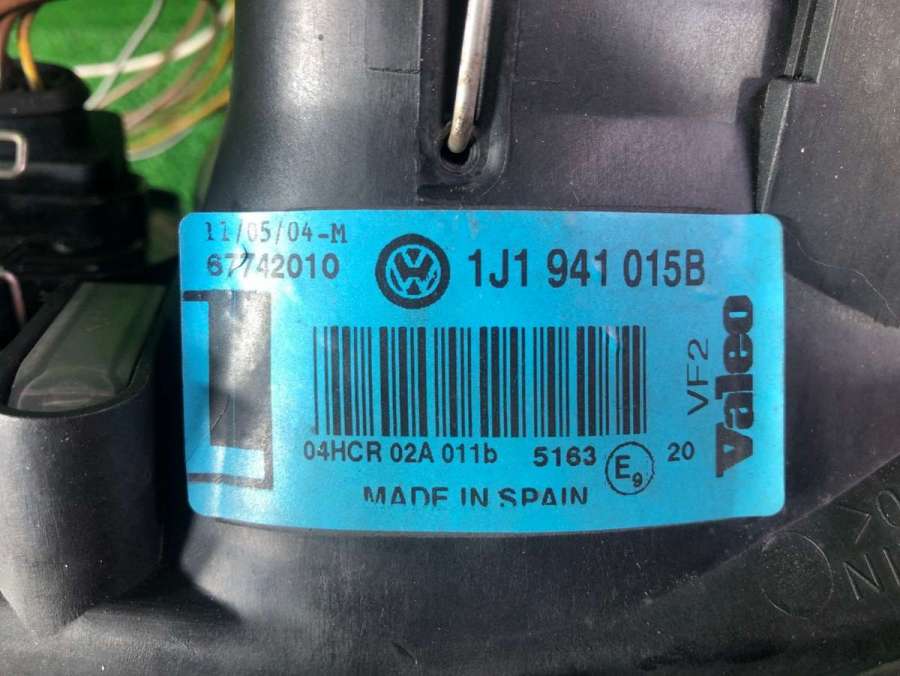 11/05/04-M
67742010
1J1 941 015B
VF2
Valeo
04HCR 02A 011b 5163 E9 20
MADE IN SPAIN